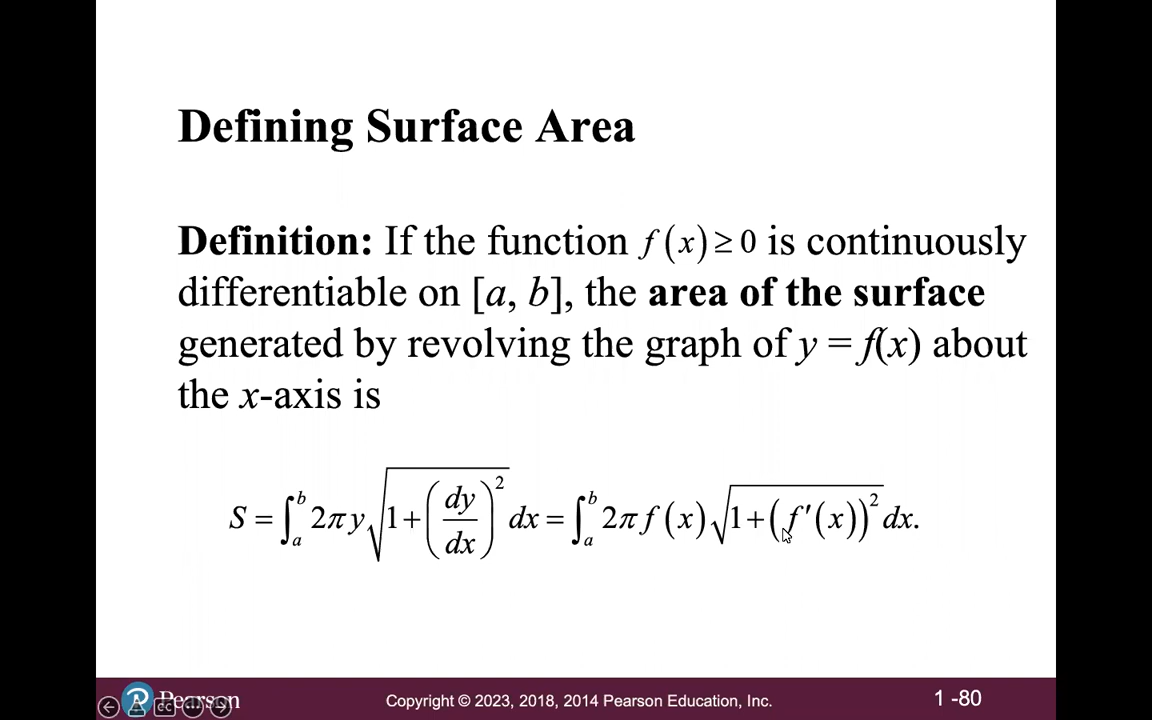 Defining Surface Area
Definition: If the function f(x) ≥ 0 is continuously
differentiable on [a, b], the area of the surface
generated by revolving the graph of y = f(x) about
the x-axis is
S = ∫_a^b 2πy √(1 + (dy/dx)^2) dx = ∫_a^b 2πf(x) √(1 + (f′(x))^2) dx.
Pearson
Copyright © 2023, 2018, 2014 Pearson Education, Inc.
1 -80